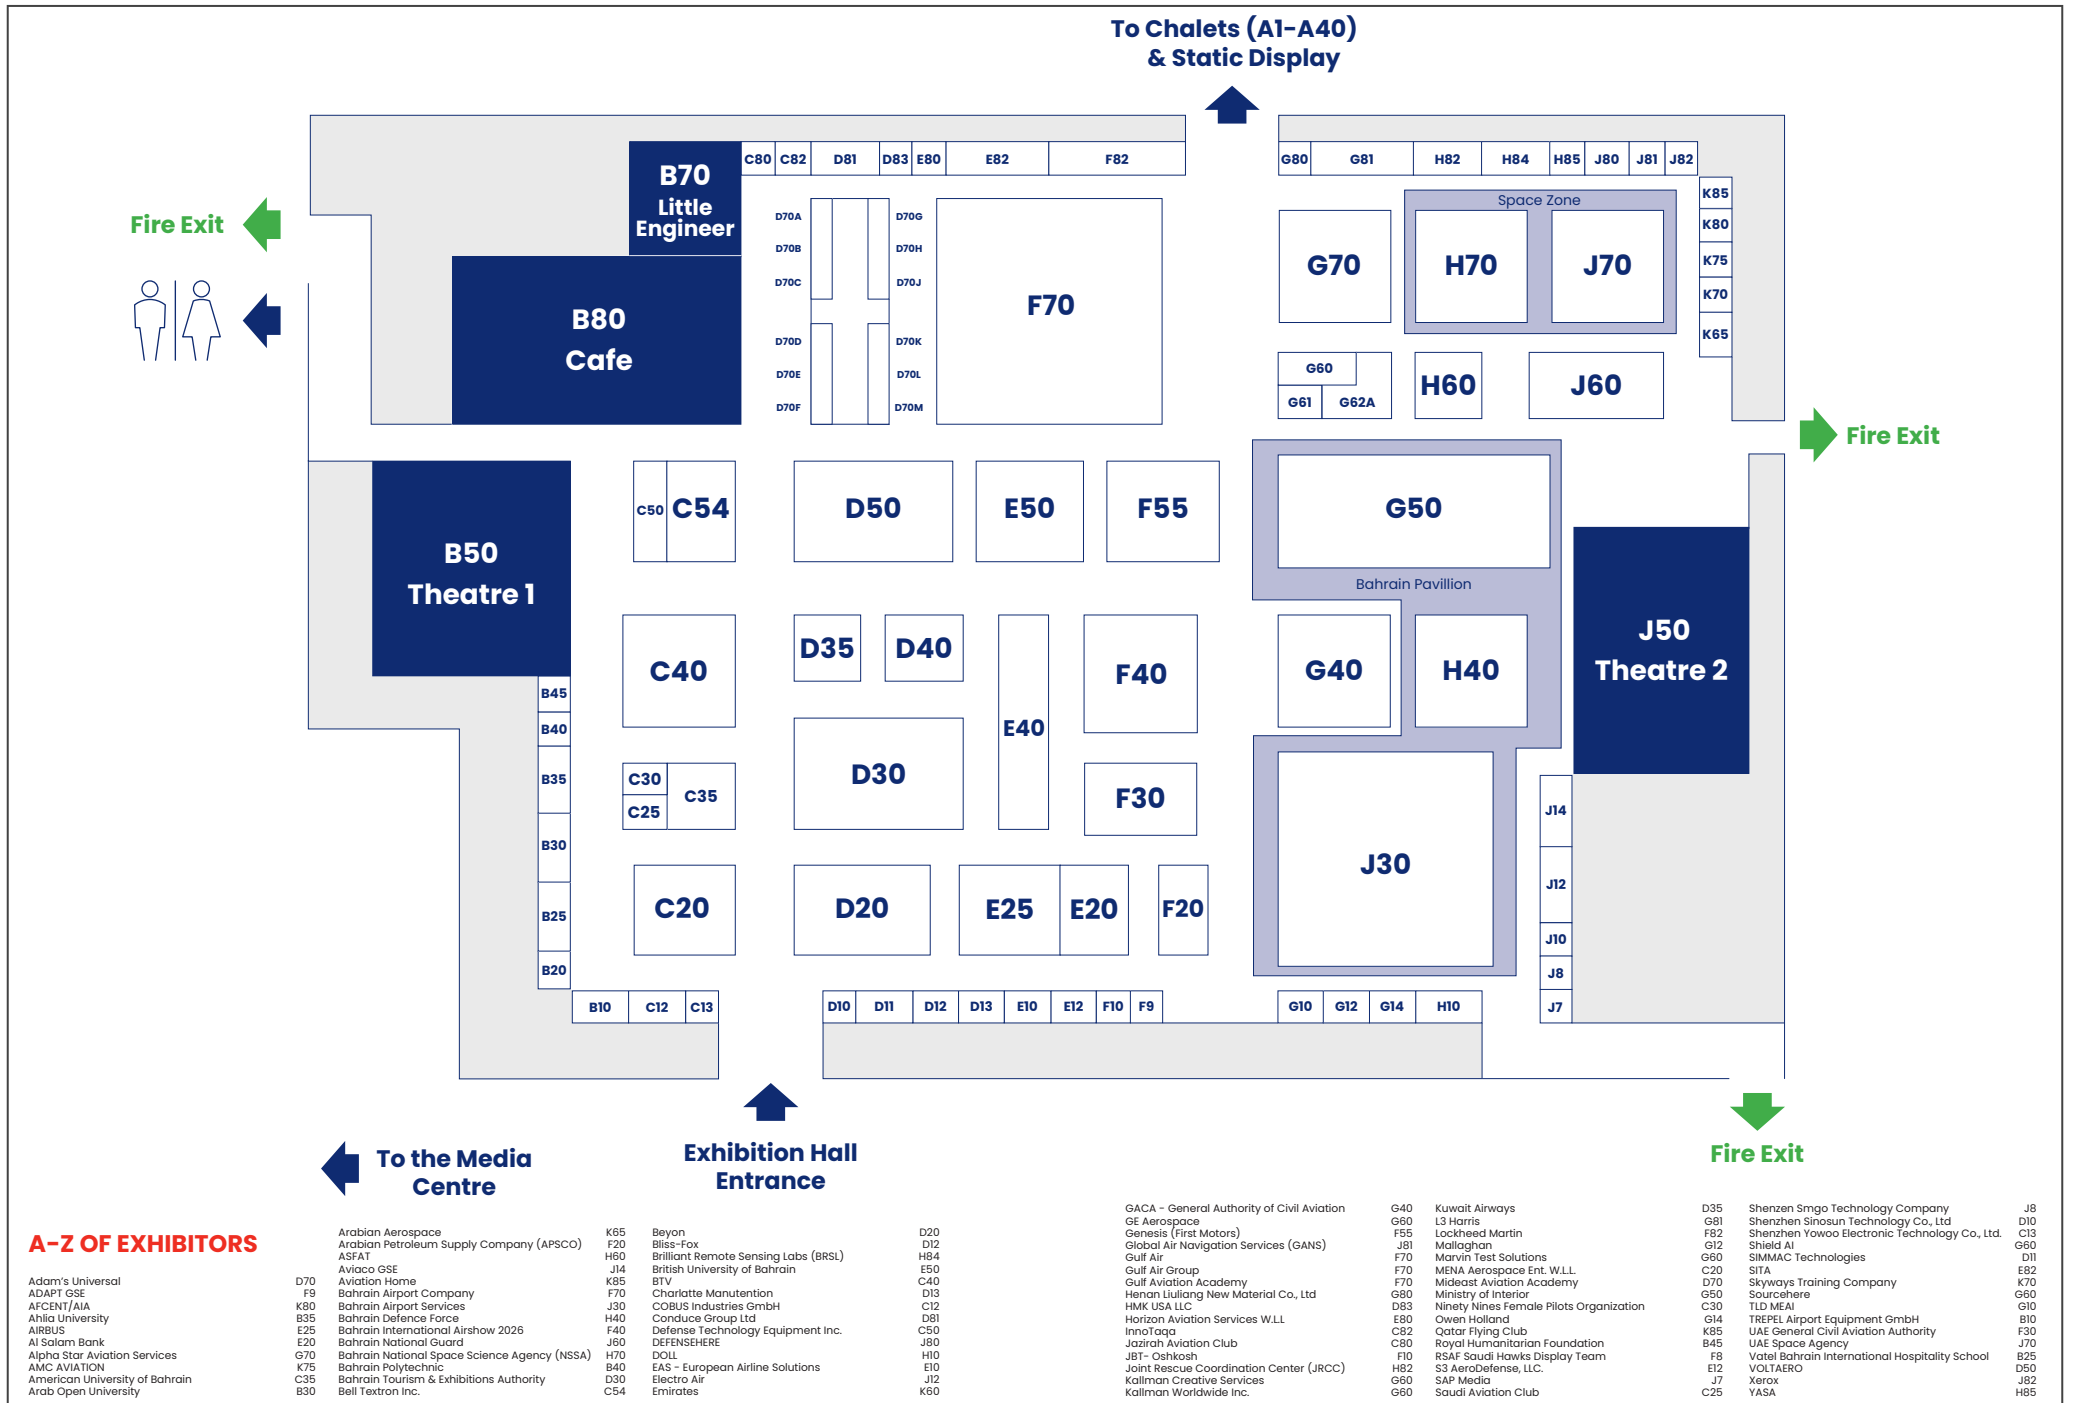 To Chalets (A1-A40)
& Static Display
B70
Little
Engineer
C80 C82 D81 D83 E80 E82 F82
G80 G81 H82 H84 H85 J80 J81 J82
Fire Exit
K85
K80
K75
K70
K65
Space Zone
D70A
D70B
D70C
D70D
D70E
D70F
D70G
D70H
D70J
D70K
D70L
D70M
B80
Cafe
F70
G70
H70
J70
G60
G61 G62A
H60
J60
Fire Exit
B50
Theatre 1
C50 C54
D50
E50
F55
G50
Bahrain Pavillion
J50
Theatre 2
C40
D35
D40
E40
F40
G40
H40
B45
B40
B35
B30
B25
B20
C30
C25
C35
D30
F30
J30
J14
J12
J10
J8
J7
C20
D20
E25 E20
F20
B10 C12 C13
D10 D11 D12 D13 E10 E12 F10 F9
G10 G12 G14 H10
To the Media
Centre
Exhibition Hall
Entrance
Fire Exit
A-Z OF EXHIBITORS
Adam's Universal D70
ADAPT GSE F9
AFCENT/AIA K80
Ahlia University B35
AIRBUS E25
Al Salam Bank E20
Alpha Star Aviation Services G70
AMC AVIATION K75
American University of Bahrain C35
Arab Open University B30
Arabian Aerospace K65
Arabian Petroleum Supply Company (APSCO) F20
ASFAT H60
Aviaco GSE J14
Aviation Home K85
Bahrain Airport Company F70
Bahrain Airport Services J30
Bahrain Defence Force H40
Bahrain International Airshow 2026 F40
Bahrain National Guard J60
Bahrain National Space Science Agency (NSSA) H70
Bahrain Polytechnic B40
Bahrain Tourism & Exhibitions Authority D30
Bell Textron Inc. C54
Beyon D20
Bliss-Fox D12
Brilliant Remote Sensing Labs (BRSL) H84
British University of Bahrain E50
BTV C40
Charlatte Manutention D13
COBUS Industries GmbH C12
Conduce Group Ltd D81
Defense Technology Equipment Inc. C50
DEFENSEHERE J80
DOLL H10
EAS - European Airline Solutions E10
Electro Air J12
Emirates K60
GACA - General Authority of Civil Aviation G40
GE Aerospace G60
Genesis (First Motors) F55
Global Air Navigation Services (GANS) J81
Gulf Air F70
Gulf Air Group F70
Gulf Aviation Academy F70
Henan Liuliang New Material Co., Ltd G80
HMK USA LLC D83
Horizon Aviation Services W.L.L E80
InnoTaqa C82
Jazirah Aviation Club C80
JBT- Oshkosh F10
Joint Rescue Coordination Center (JRCC) H82
Kallman Creative Services G60
Kallman Worldwide Inc. G60
Kuwait Airways D35
L3 Harris G81
Lockheed Martin F82
Mallaghan G12
Marvin Test Solutions G60
MENA Aerospace Ent. W.L.L. C20
Mideast Aviation Academy D70
Ministry of Interior G50
Ninety Nines Female Pilots Organization C30
Owen Holland G14
Qatar Flying Club K85
Royal Humanitarian Foundation B45
RSAF Saudi Hawks Display Team F8
S3 AeroDefense, LLC. E12
SAP Media J7
Saudi Aviation Club C25
Shenzen Smgo Technology Company J8
Shenzhen Sinosun Technology Co., Ltd D10
Shenzhen Yowoo Electronic Technology Co., Ltd. C13
Shield AI G60
SIMMAC Technologies D11
SITA E82
Skyways Training Company K70
Sourcehere G60
TLD MEAI G10
TREPEL Airport Equipment GmbH B10
UAE General Civil Aviation Authority F30
UAE Space Agency J70
Vatel Bahrain International Hospitality School B25
VOLTAERO D50
Xerox J82
YASA H85